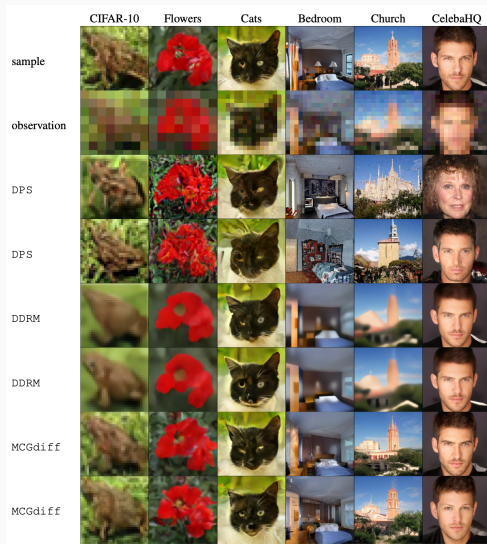 CIFAR-10 Flowers Cats Bedroom Church CelebaHQ
sample
observation
DPS
DPS
DDRM
DDRM
MCGdiff
MCGdiff